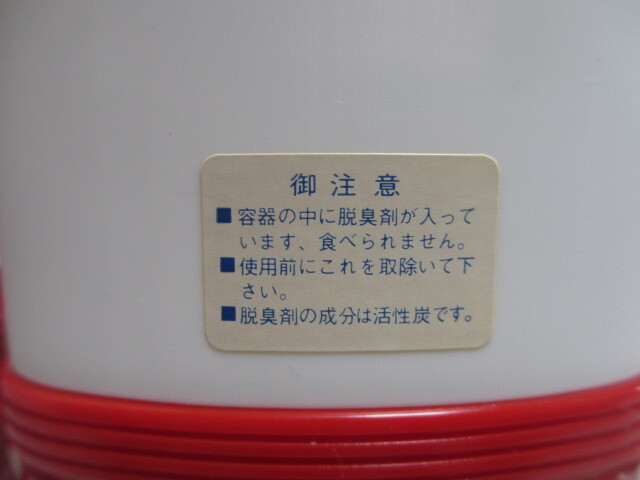 御注意
■容器の中に脱臭剤が入って
います、食べられません。
■使用前にこれを取除いて下
さい。
■脱臭剤の成分は活性炭です。